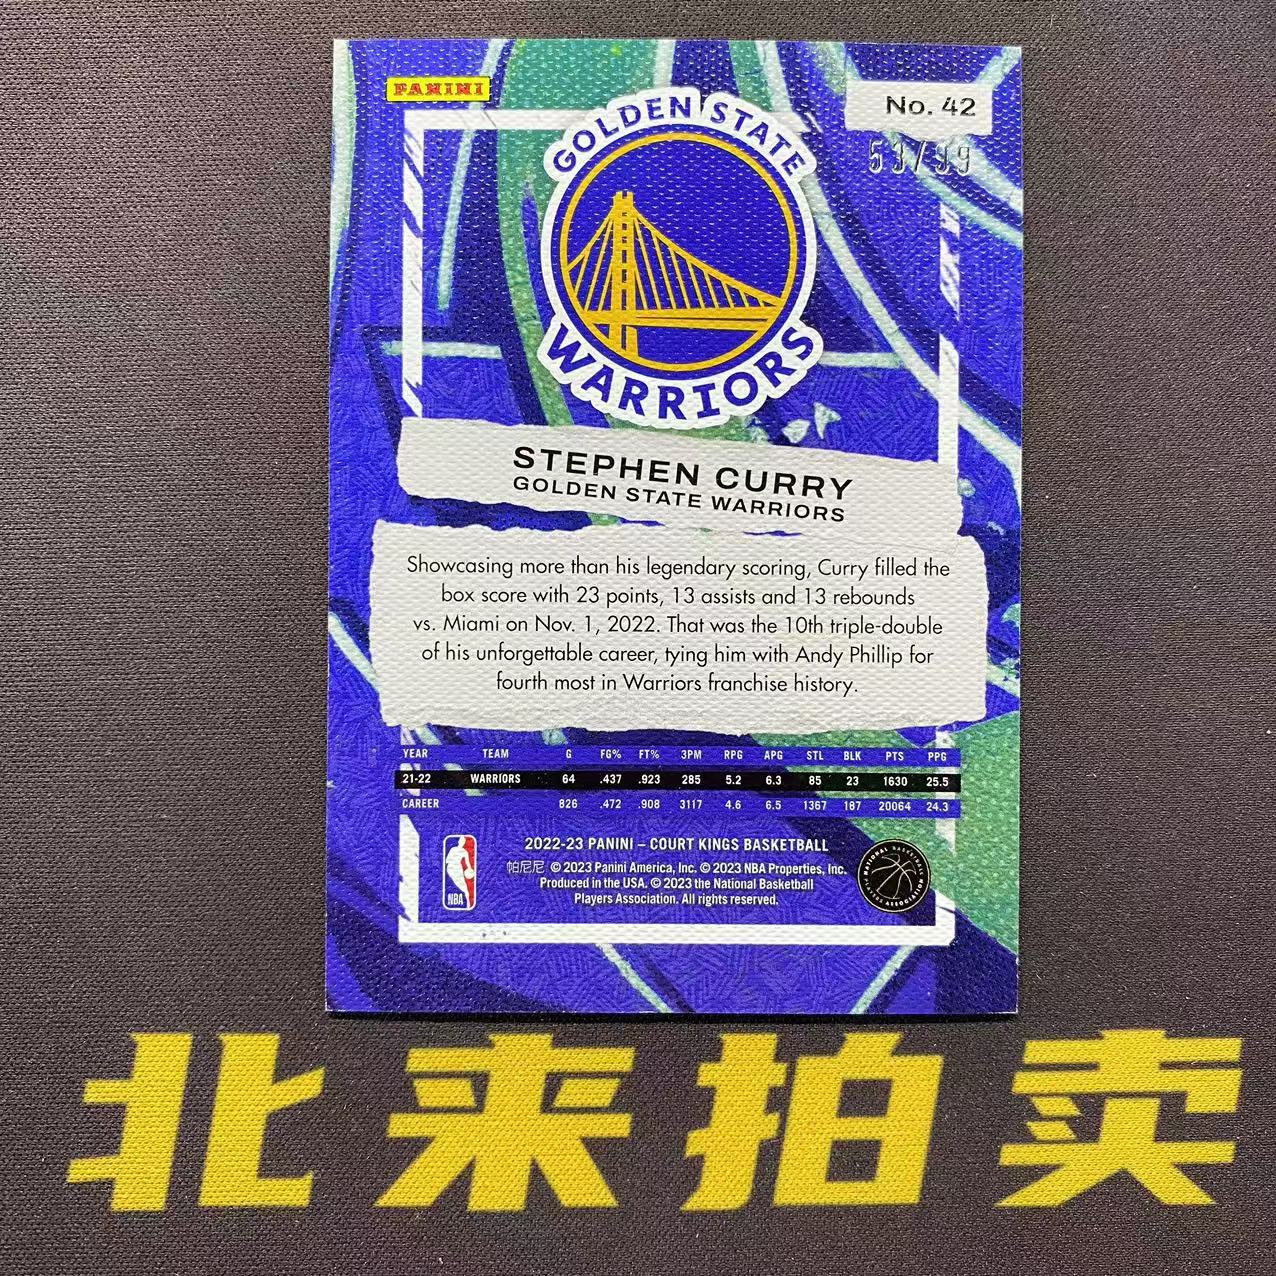 PANINI
No. 42
53/99
GOLDEN STATE
WARRIORS
STEPHEN CURRY
GOLDEN STATE WARRIORS
Showcasing more than his legendary scoring, Curry filled the
box score with 23 points, 13 assists and 13 rebounds
vs. Miami on Nov. 1, 2022. That was the 10th triple-double
of his unforgettable career, tying him with Andy Phillip for
fourth most in Warriors franchise history.
YEAR TEAM G FG% FT% 3PM RPG APG STL BLK PTS PPG
21-22 WARRIORS 64 .437 .923 285 5.2 6.3 85 23 1630 25.5
CAREER 826 .472 .908 3117 4.6 6.5 1367 187 20064 24.3
2022-23 PANINI – COURT KINGS BASKETBALL
帕尼尼 © 2023 Panini America, Inc. © 2023 NBA Properties, Inc.
Produced in the USA. © 2023 the National Basketball
Players Association. All rights reserved.
NBA
NATIONAL BASKETBALL
PLAYERS ASSOCIATION
北来拍卖